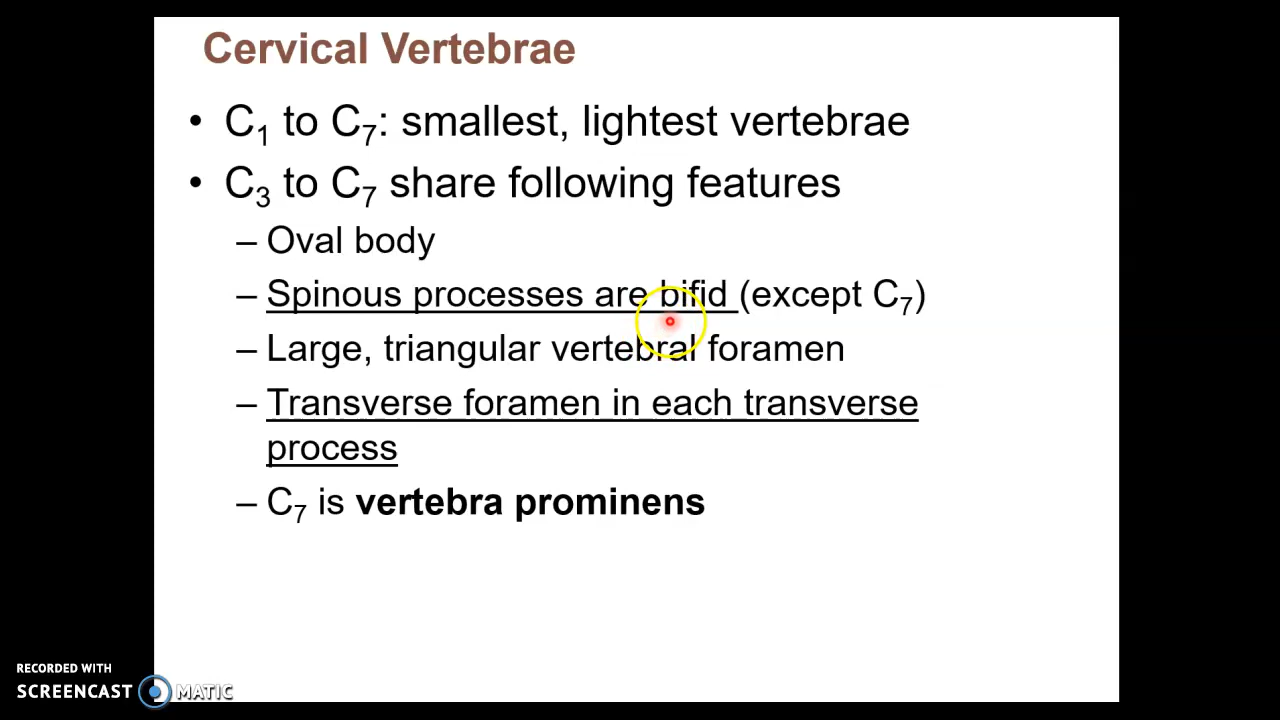 Cervical Vertebrae
• C₁ to C₇: smallest, lightest vertebrae
• C₃ to C₇ share following features
– Oval body
– Spinous processes are bifid (except C₇)
– Large, triangular vertebral foramen
– Transverse foramen in each transverse
process
– C₇ is vertebra prominens
RECORDED WITH
SCREENCAST MATIC